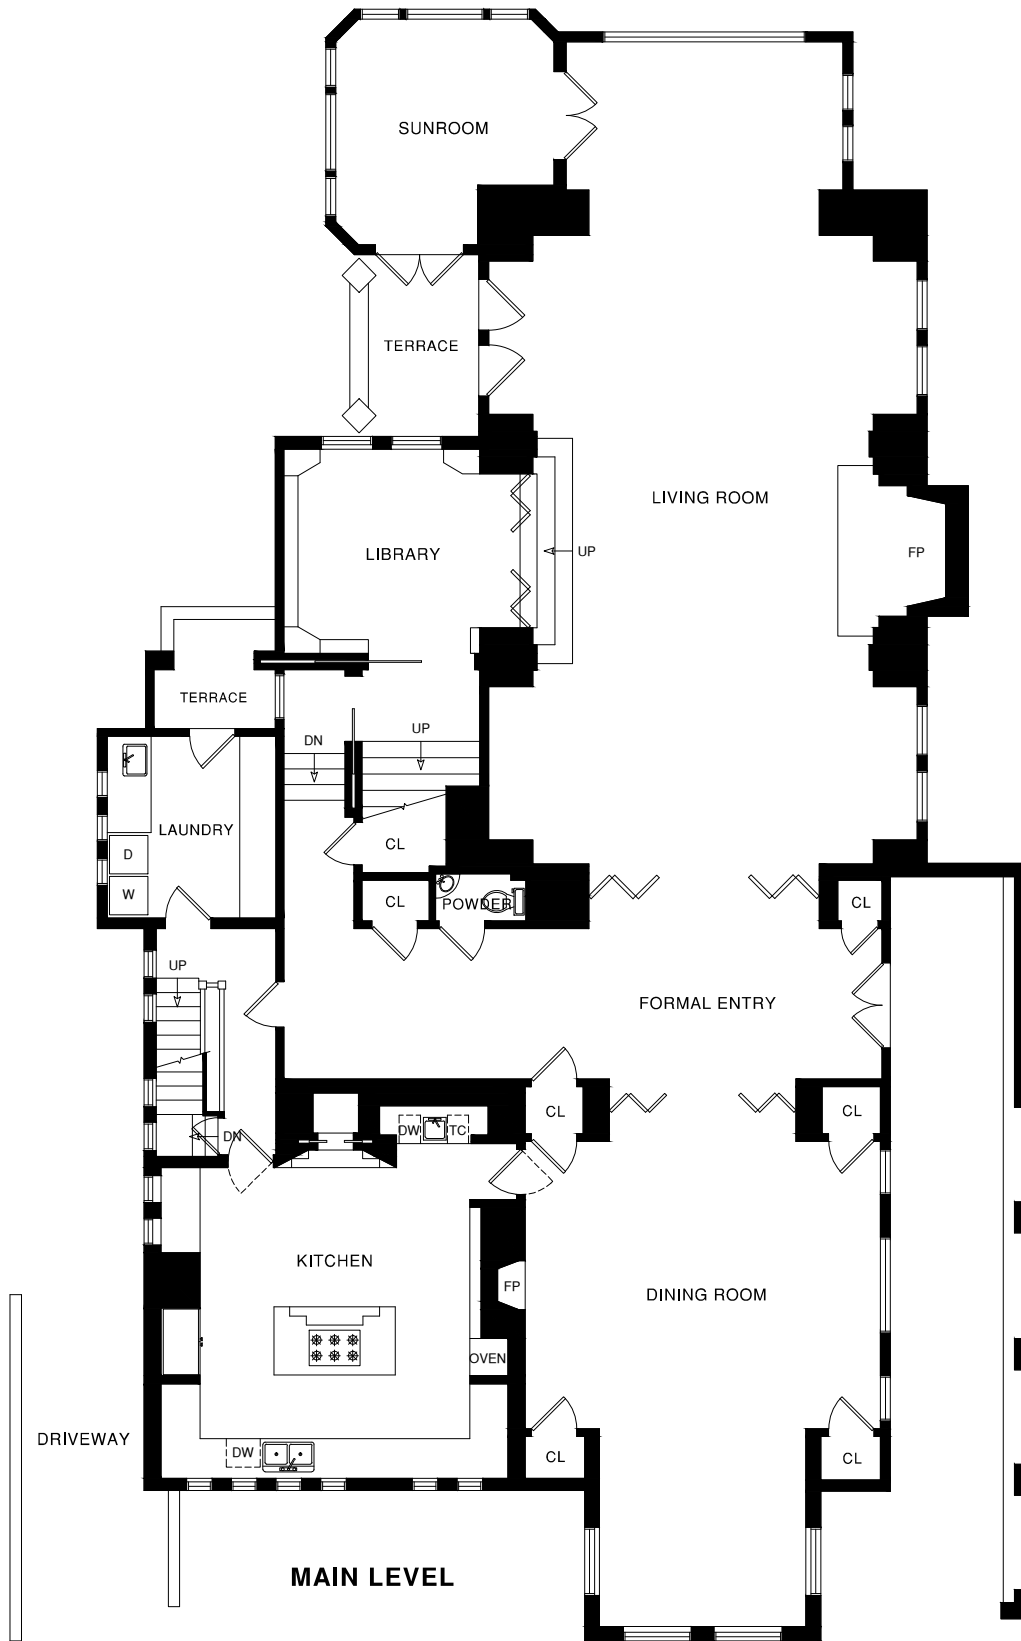 SUNROOM
TERRACE
LIVING ROOM
LIBRARY
UP
FP
TERRACE
UP
DN
LAUNDRY
D
W
CL
CL
POWDER
CL
UP
FORMAL ENTRY
CL
CL
DW
TC
DN
KITCHEN
FP
DINING ROOM
OVEN
DRIVEWAY
DW
CL
CL
MAIN LEVEL